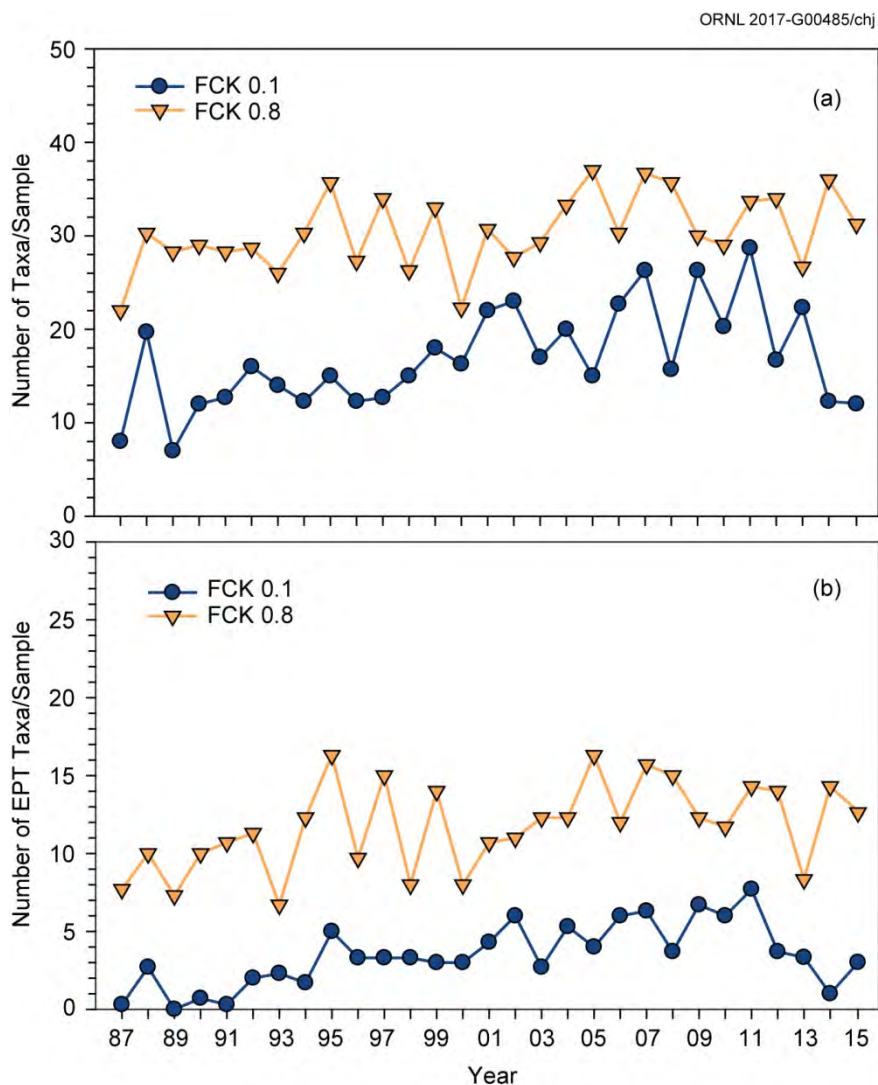 ORNL 2017-G00485/chj
50
40
30
20
10
0
Number of Taxa/Sample
FCK 0.1
FCK 0.8
(a)
30
25
20
15
10
5
0
Number of EPT Taxa/Sample
FCK 0.1
FCK 0.8
(b)
87 89 91 93 95 97 99 01 03 05 07 09 11 13 15
Year